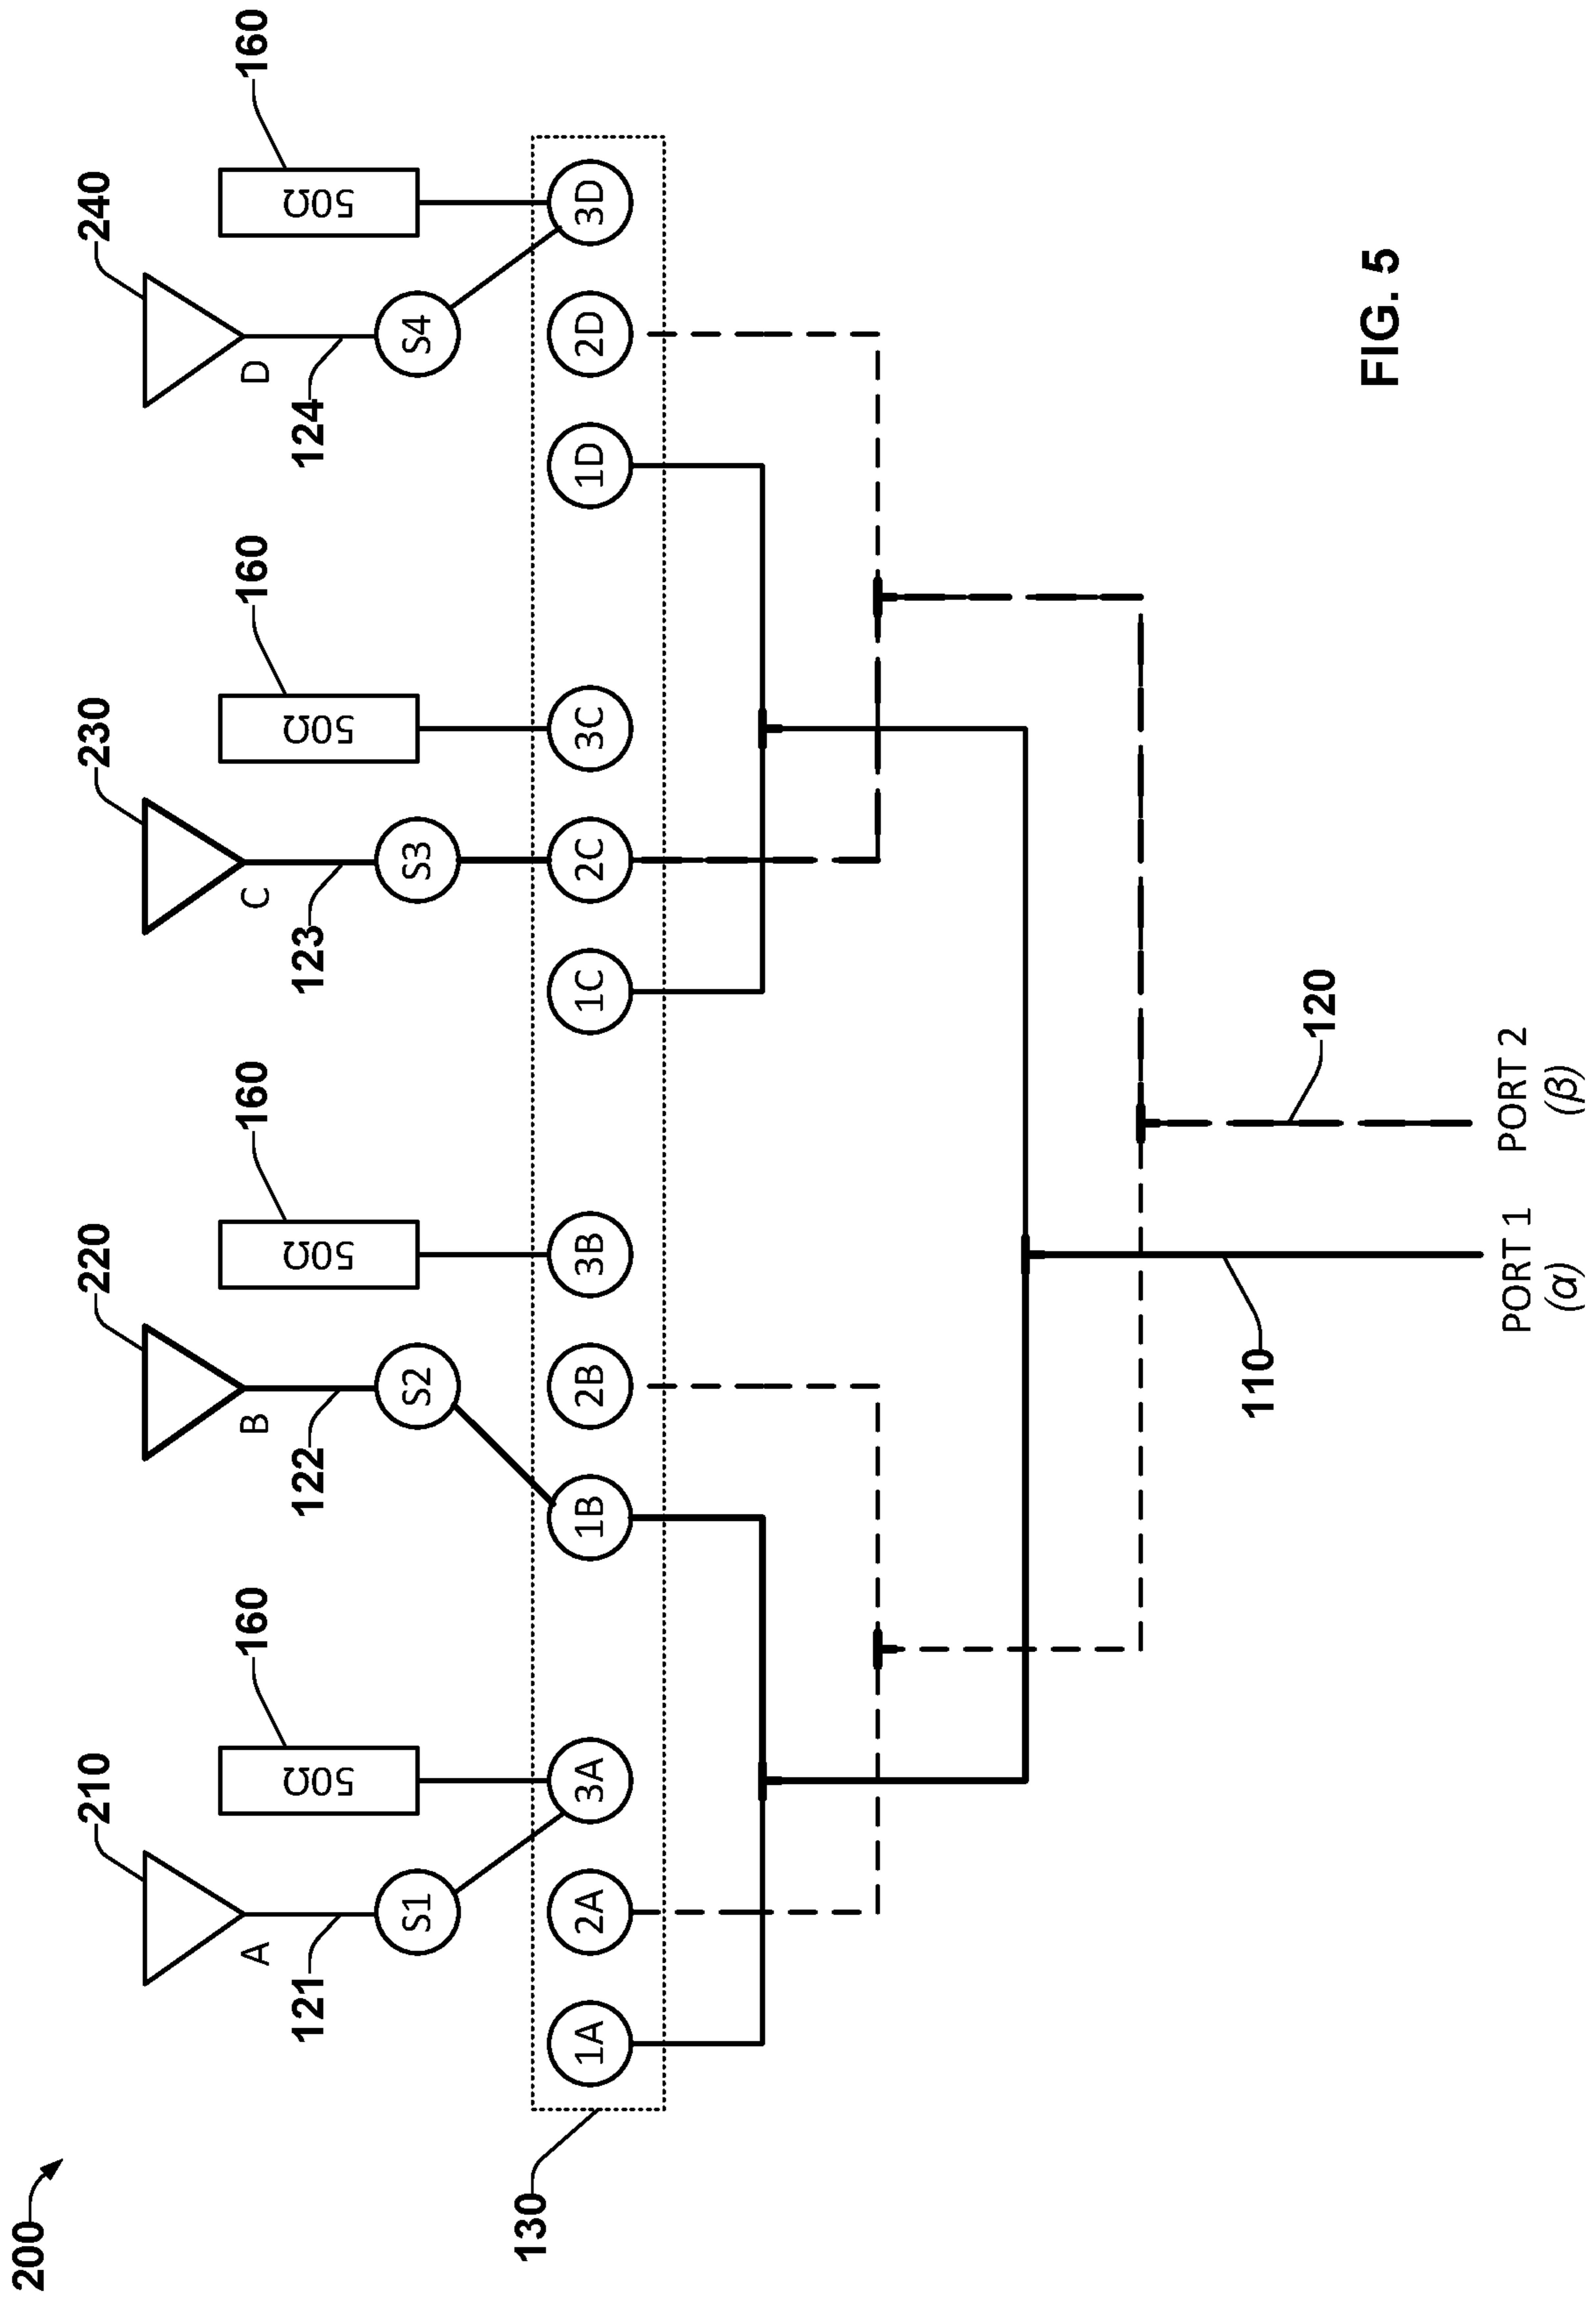 200
210
220
230
240
160
160
160
160
50Ω
50Ω
50Ω
50Ω
A
B
C
D
121
122
123
124
S1
S2
S3
S4
130
1A
2A
3A
1B
2B
3B
1C
2C
3C
1D
2D
3D
110
120
PORT 1
(α)
PORT 2
(β)
FIG. 5